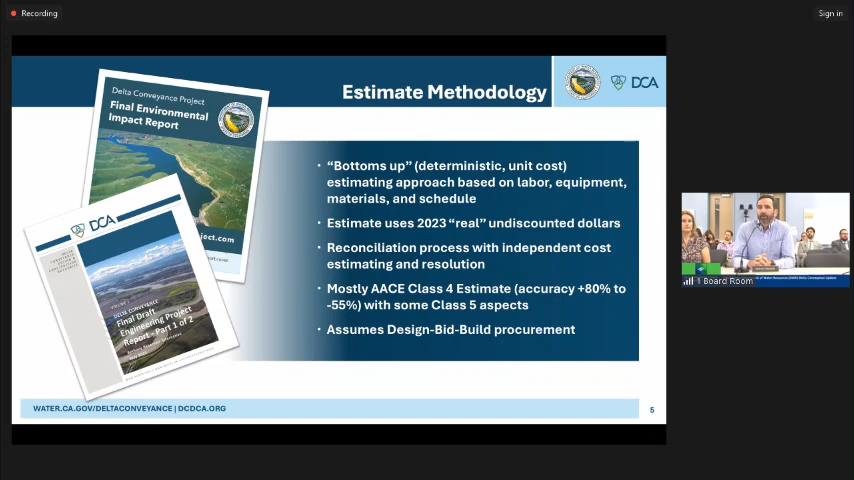 Recording
Sign in
Estimate Methodology
DCA
Delta Conveyance Project
Final Environmental
Impact Report
ject.com
DCA
DELTA CONVEYANCE
Final Draft
Engineering Project
Report - Part 1 of 2
• “Bottoms up” (deterministic, unit cost)
estimating approach based on labor, equipment,
materials, and schedule
• Estimate uses 2023 “real” undiscounted dollars
• Reconciliation process with independent cost
estimating and resolution
• Mostly AACE Class 4 Estimate (accuracy +80% to
-55%) with some Class 5 aspects
• Assumes Design-Bid-Build procurement
WATER.CA.GOV/DELTACONVEYANCE | DCDCA.ORG
5
1 Board Room